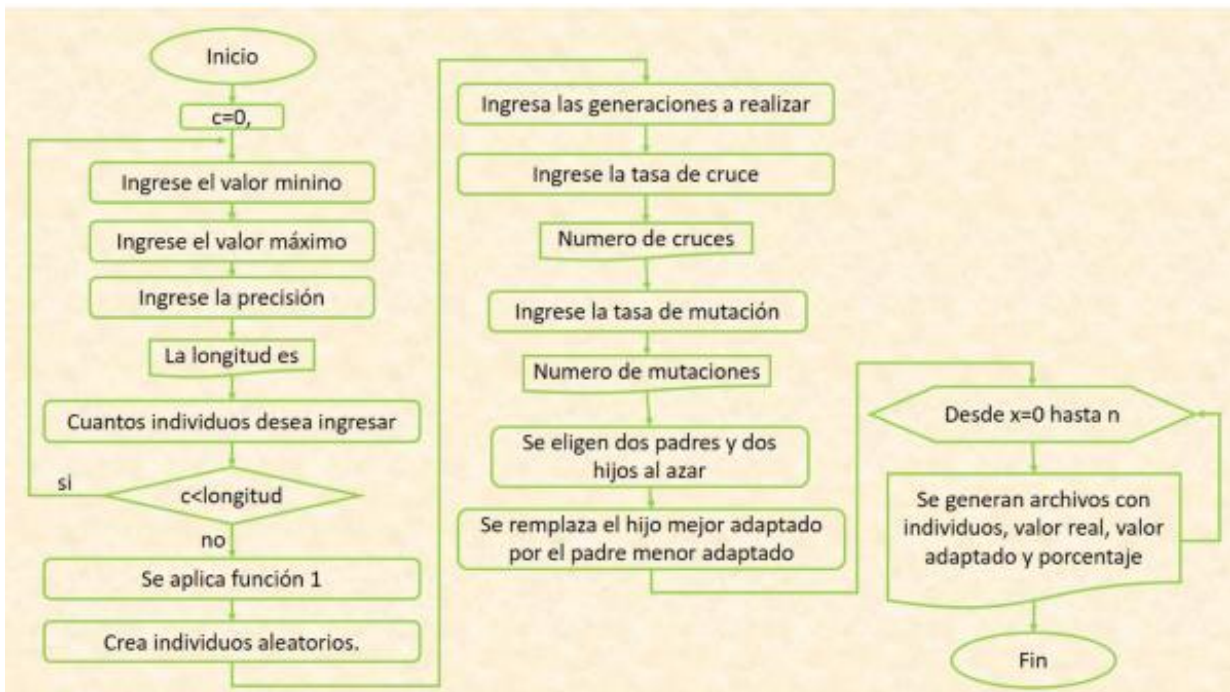 Inicio
c=0,
Ingrese el valor minino
Ingrese el valor máximo
Ingrese la precisión
La longitud es
Cuantos individuos desea ingresar
si
c<longitud
no
Se aplica función 1
Crea individuos aleatorios.
Ingresa las generaciones a realizar
Ingrese la tasa de cruce
Numero de cruces
Ingrese la tasa de mutación
Numero de mutaciones
Se eligen dos padres y dos
hijos al azar
Se remplaza el hijo mejor adaptado
por el padre menor adaptado
Desde x=0 hasta n
Se generan archivos con
individuos, valor real, valor
adaptado y porcentaje
Fin